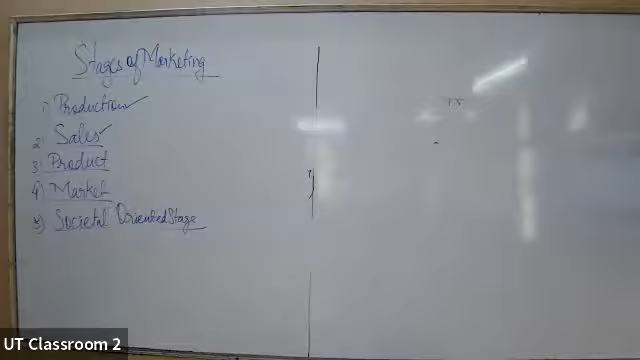 Stages of Marketing
1) Production ✓
2) Sales ✓
3) Product
4) Market
5) Societal Oriented Stage
UT Classroom 2